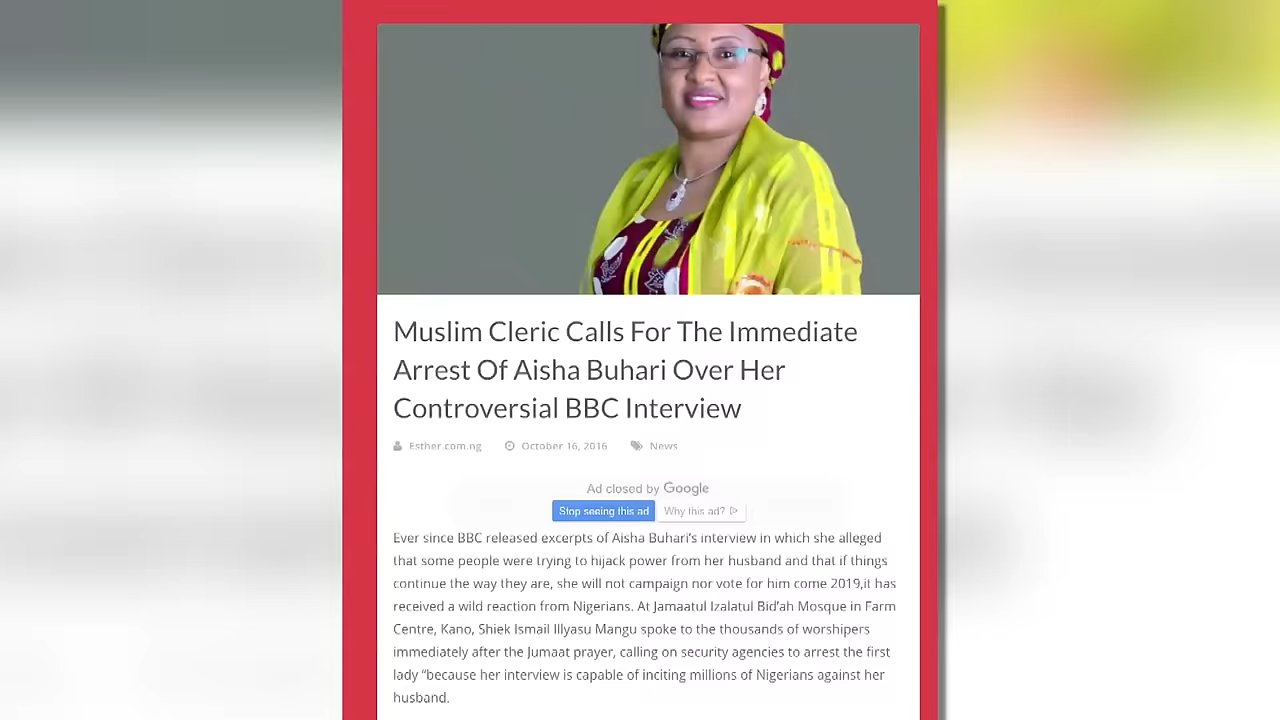 Muslim Cleric Calls For The Immediate
Arrest Of Aisha Buhari Over Her
Controversial BBC Interview
Esther.com.ng October 16, 2016 News
Ad closed by Google
Stop seeing this ad Why this ad?
Ever since BBC released excerpts of Aisha Buhari's interview in which she alleged
that some people were trying to hijack power from her husband and that if things
continue the way they are, she will not campaign nor vote for him come 2019,it has
received a wild reaction from Nigerians. At Jamaatul Izalatul Bid'ah Mosque in Farm
Centre, Kano, Shiek Ismail Illyasu Mangu spoke to the thousands of worshipers
immediately after the Jumaat prayer, calling on security agencies to arrest the first
lady “because her interview is capable of inciting millions of Nigerians against her
husband.